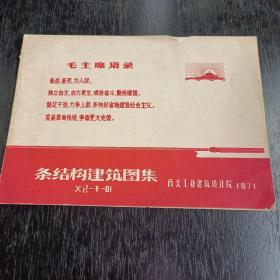 毛主席语录
备战、备荒、为人民。
独立自主、自力更生、艰苦奋斗、勤俭建国。
鼓足干劲、力争上游、多快好省地建设社会主义。
发扬革命传统，争取更大光荣。
条结构建筑图集
西北工业建筑设计院 1971